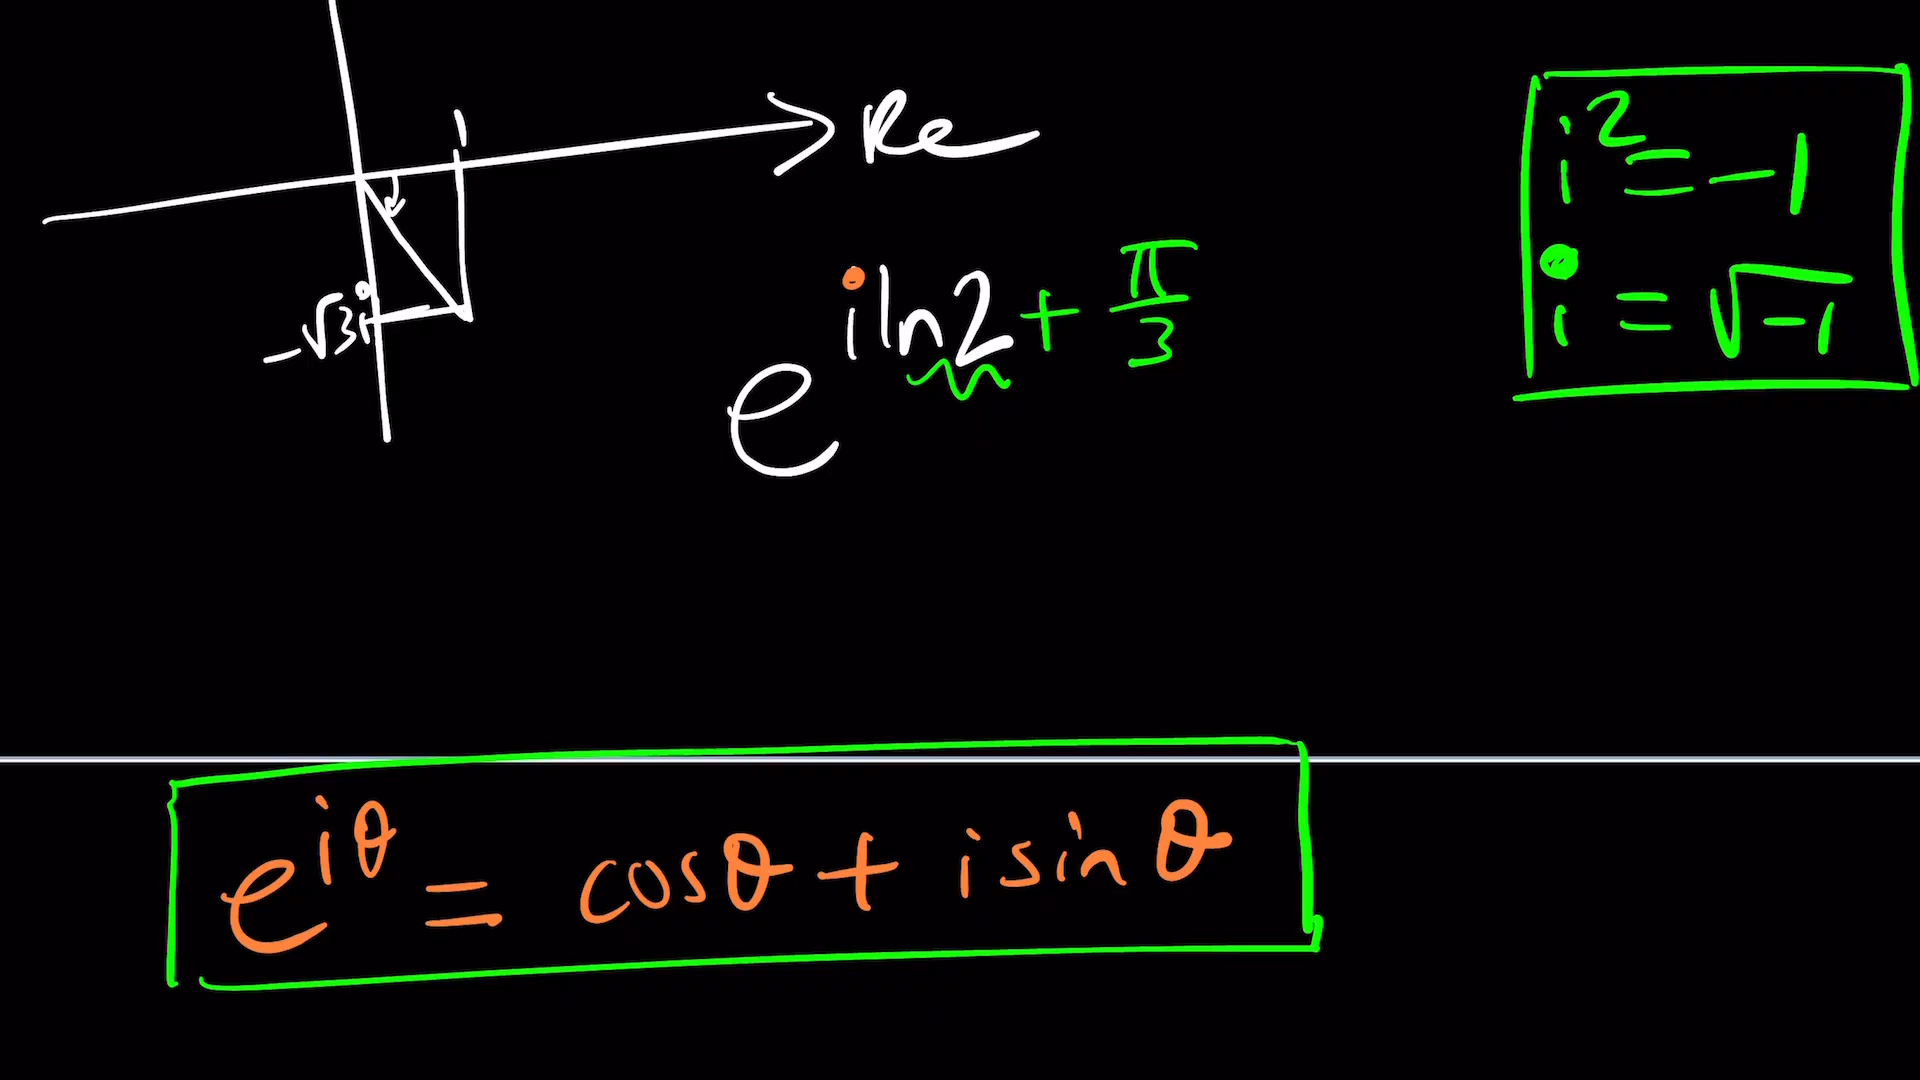 1
Re
-√3i
e^{i ln2 + π/3}
i² = -1
i = √-1
e^{iθ} = cosθ + i sinθ